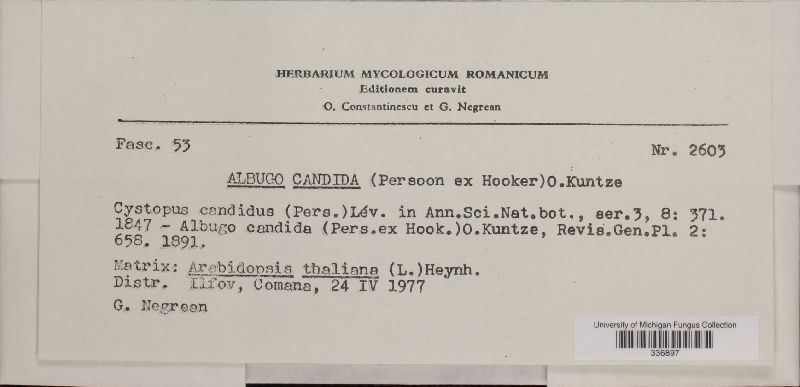 HERBARIUM MYCOLOGICUM ROMANICUM
Editionem curavit
O. Constantinescu et G. Negrean
Fasc. 53
Nr. 2603
ALBUGO CANDIDA (Persoon ex Hooker)O.Kuntze
Cystopus candidus (Pers.)Lév. in Ann.Sci.Nat.bot., ser.3, 8: 371.
1847 - Albugo candida (Pers.ex Hook.)O.Kuntze, Revis.Gen.Pl. 2:
658. 1891.
Matrix: Arabidopsis thaliana (L.)Heynh.
Distr. Ilfov, Comana, 24 IV 1977
G. Negrean
University of Michigan Fungus Collection
336897